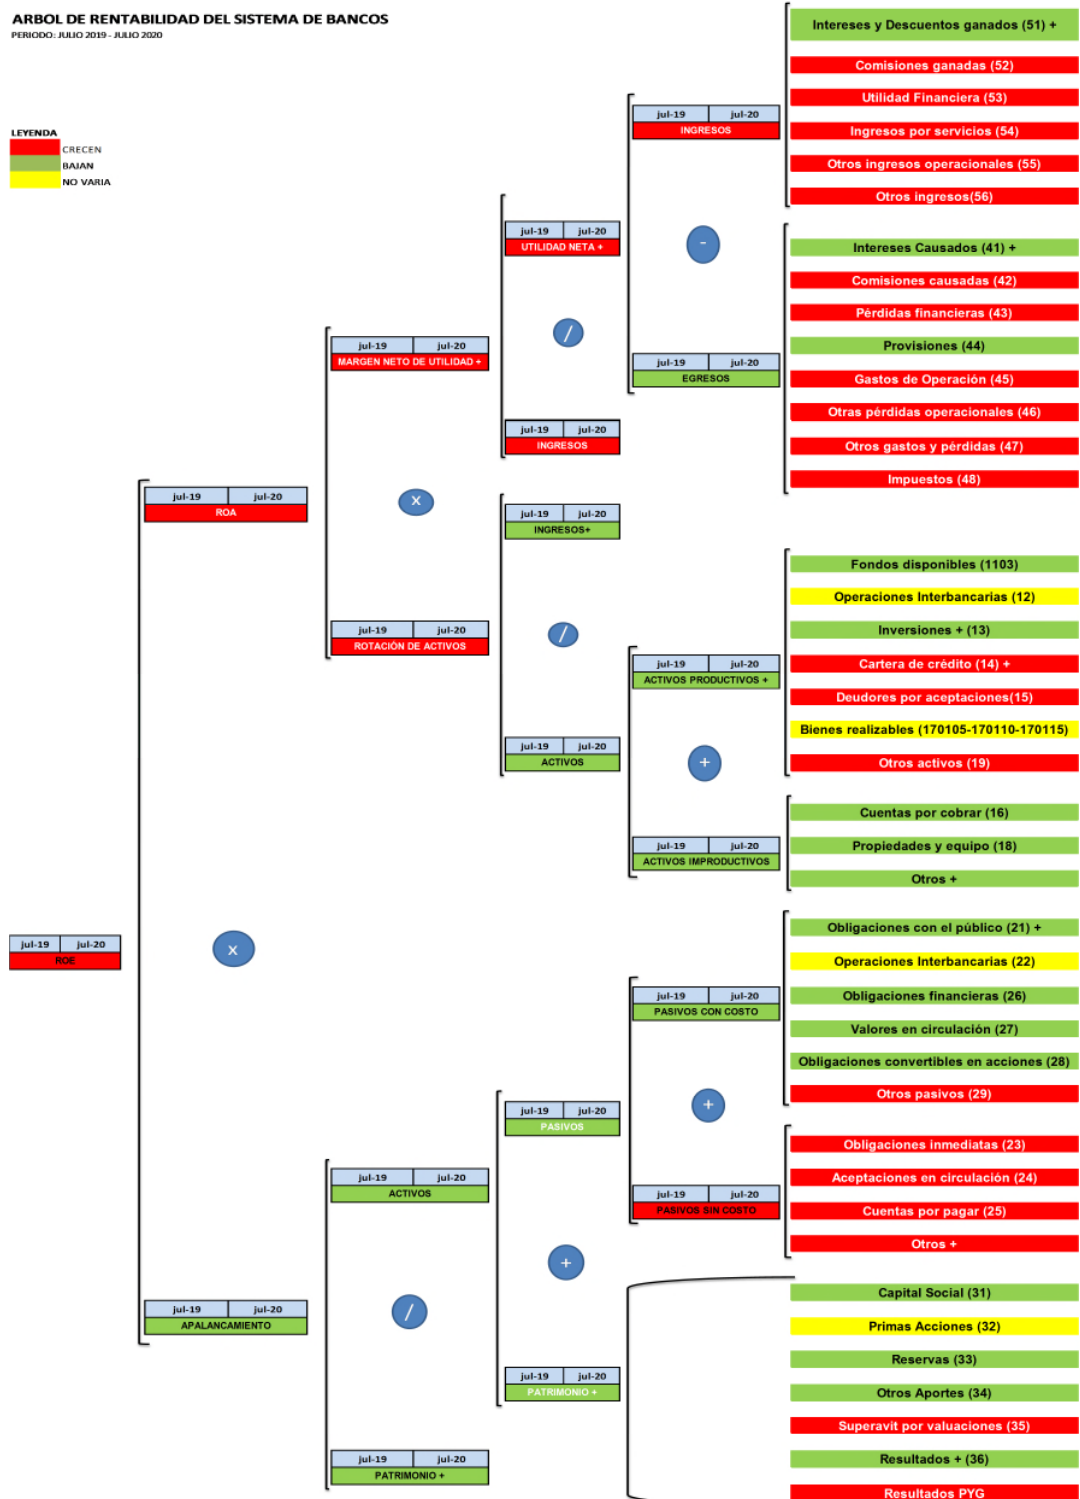 ARBOL DE RENTABILIDAD DEL SISTEMA DE BANCOS
PERIODO: JULIO 2019 - JULIO 2020
LEYENDA
CRECEN
BAJAN
NO VARIA
Intereses y Descuentos ganados (51) +
Comisiones ganadas (52)
Utilidad Financiera (53)
Ingresos por servicios (54)
Otros ingresos operacionales (55)
Otros ingresos(56)
jul-19 jul-20
INGRESOS
-
jul-19 jul-20
UTILIDAD NETA +
/
Intereses Causados (41) +
Comisiones causadas (42)
Pérdidas financieras (43)
Provisiones (44)
Gastos de Operación (45)
Otras pérdidas operacionales (46)
Otros gastos y pérdidas (47)
Impuestos (48)
jul-19 jul-20
EGRESOS
jul-19 jul-20
MARGEN NETO DE UTILIDAD +
jul-19 jul-20
INGRESOS
x
jul-19 jul-20
ROA
jul-19 jul-20
INGRESOS+
/
jul-19 jul-20
ROTACIÓN DE ACTIVOS
Fondos disponibles (1103)
Operaciones Interbancarias (12)
Inversiones + (13)
Cartera de crédito (14) +
Deudores por aceptaciones(15)
Bienes realizables (170105-170110-170115)
Otros activos (19)
jul-19 jul-20
ACTIVOS PRODUCTIVOS +
+
jul-19 jul-20
ACTIVOS
jul-19 jul-20
ACTIVOS IMPRODUCTIVOS
Cuentas por cobrar (16)
Propiedades y equipo (18)
Otros +
jul-19 jul-20
ROE
x
Obligaciones con el público (21) +
Operaciones Interbancarias (22)
Obligaciones financieras (26)
Valores en circulación (27)
Obligaciones convertibles en acciones (28)
Otros pasivos (29)
jul-19 jul-20
PASIVOS CON COSTO
+
jul-19 jul-20
PASIVOS
jul-19 jul-20
ACTIVOS
jul-19 jul-20
PASIVOS SIN COSTO
Obligaciones inmediatas (23)
Aceptaciones en circulación (24)
Cuentas por pagar (25)
Otros +
+
/
jul-19 jul-20
APALANCAMIENTO
jul-19 jul-20
PATRIMONIO +
Capital Social (31)
Primas Acciones (32)
Reservas (33)
Otros Aportes (34)
Superavit por valuaciones (35)
Resultados + (36)
Resultados PYG
jul-19 jul-20
PATRIMONIO +